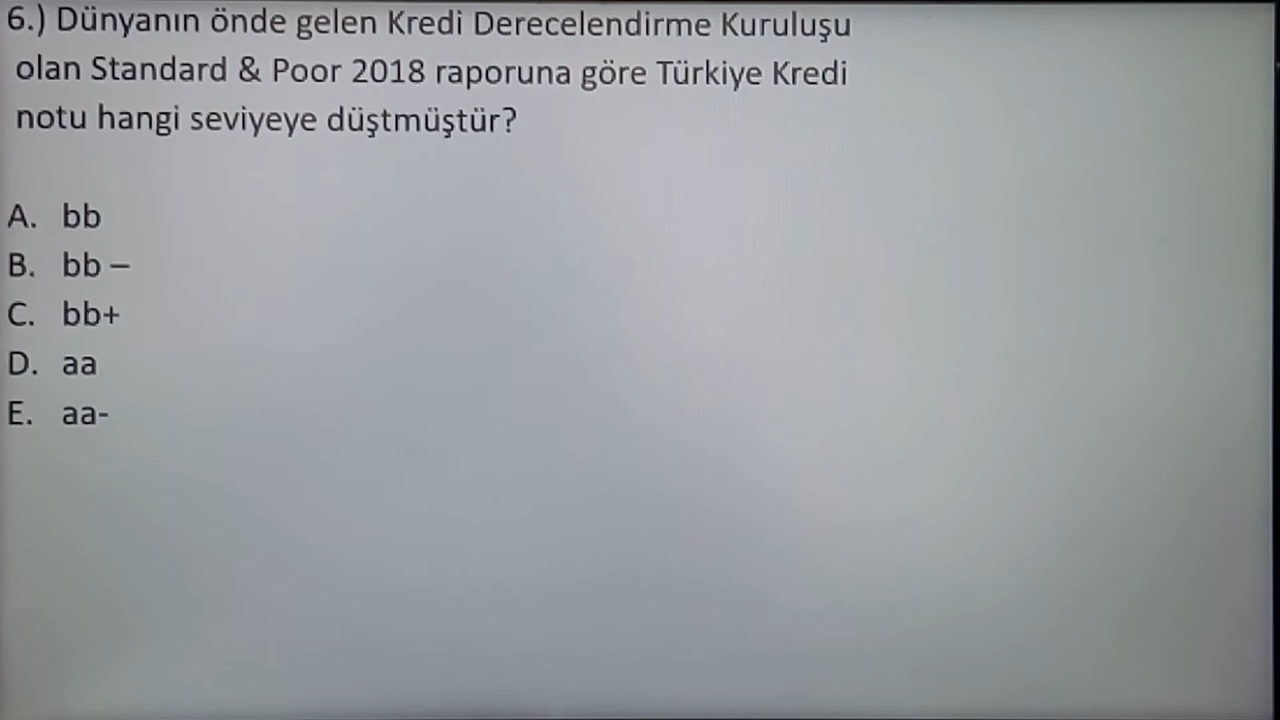 6.) Dünyanın önde gelen Kredi Derecelendirme Kuruluşu
olan Standard & Poor 2018 raporuna göre Türkiye Kredi
notu hangi seviyeye düştmüştür?
A. bb
B. bb –
C. bb+
D. aa
E. aa-